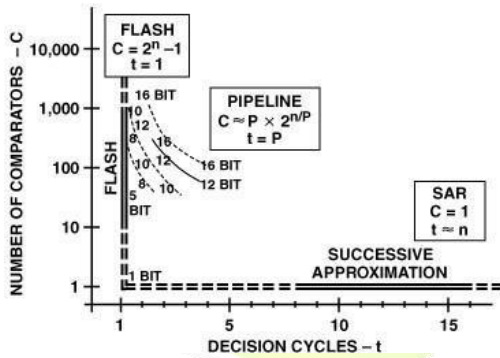 FLASH
C = 2ⁿ –1
t = 1
PIPELINE
C ≈ P × 2ⁿ/ᴾ
t = P
SAR
C = 1
t ≈ n
NUMBER OF COMPARATORS – C
10,000
1,000
100
10
1
FLASH
16 BIT
10
12
8
16
10
12
16 BIT
8
10
12 BIT
5
BIT
1 BIT
SUCCESSIVE
APPROXIMATION
1
5
10
15
DECISION CYCLES – t